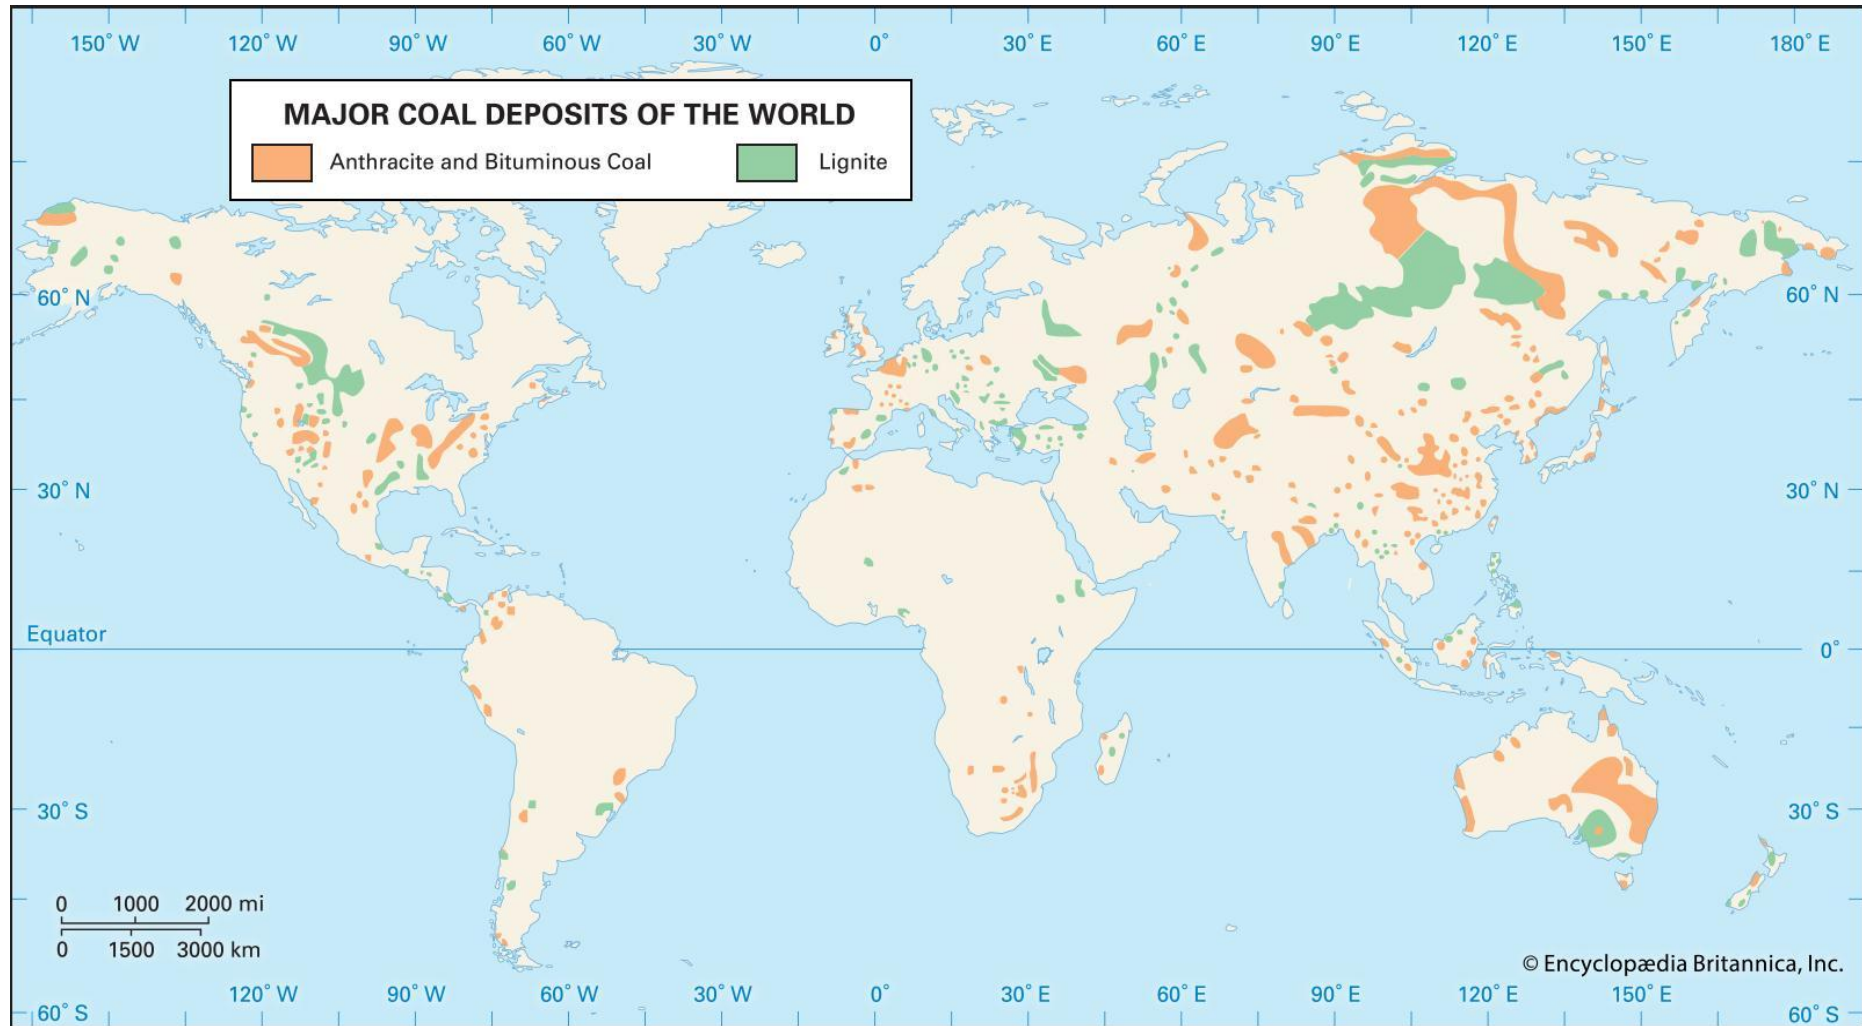 150° W 120° W 90° W 60° W 30° W 0° 30° E 60° E 90° E 120° E 150° E 180° E
MAJOR COAL DEPOSITS OF THE WORLD
Anthracite and Bituminous Coal Lignite
60° N 60° N
30° N 30° N
Equator 0°
30° S 30° S
0 1000 2000 mi
0 1500 3000 km
© Encyclopædia Britannica, Inc.
120° W 90° W 60° W 30° W 0° 30° E 60° E 90° E 120° E 150° E
60° S 60° S